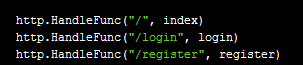 http.HandleFunc("/", index)
http.HandleFunc("/login", login)
http.HandleFunc("/register", register)